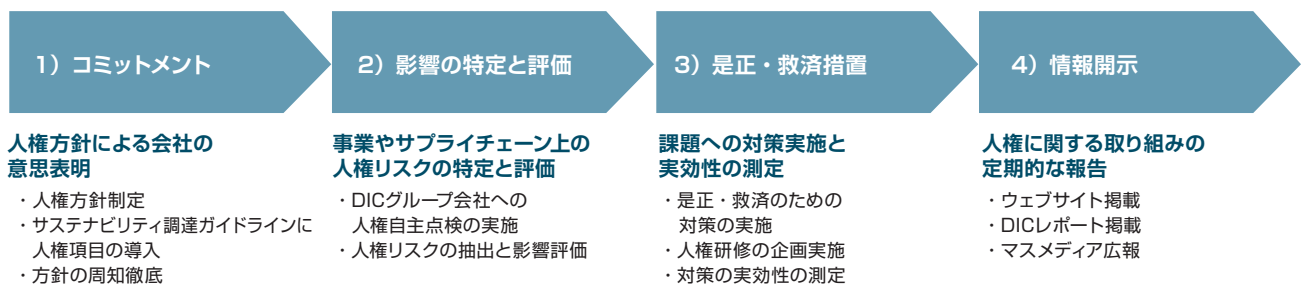 1）コミットメント
人権方針による会社の
意思表明
・人権方針制定
・サステナビリティ調達ガイドラインに
人権項目の導入
・方針の周知徹底
2）影響の特定と評価
事業やサプライチェーン上の
人権リスクの特定と評価
・DICグループ会社への
人権自主点検の実施
・人権リスクの抽出と影響評価
3）是正・救済措置
課題への対策実施と
実効性の測定
・是正・救済のための
対策の実施
・人権研修の企画実施
・対策の実効性の測定
4）情報開示
人権に関する取り組みの
定期的な報告
・ウェブサイト掲載
・DICレポート掲載
・マスメディア広報